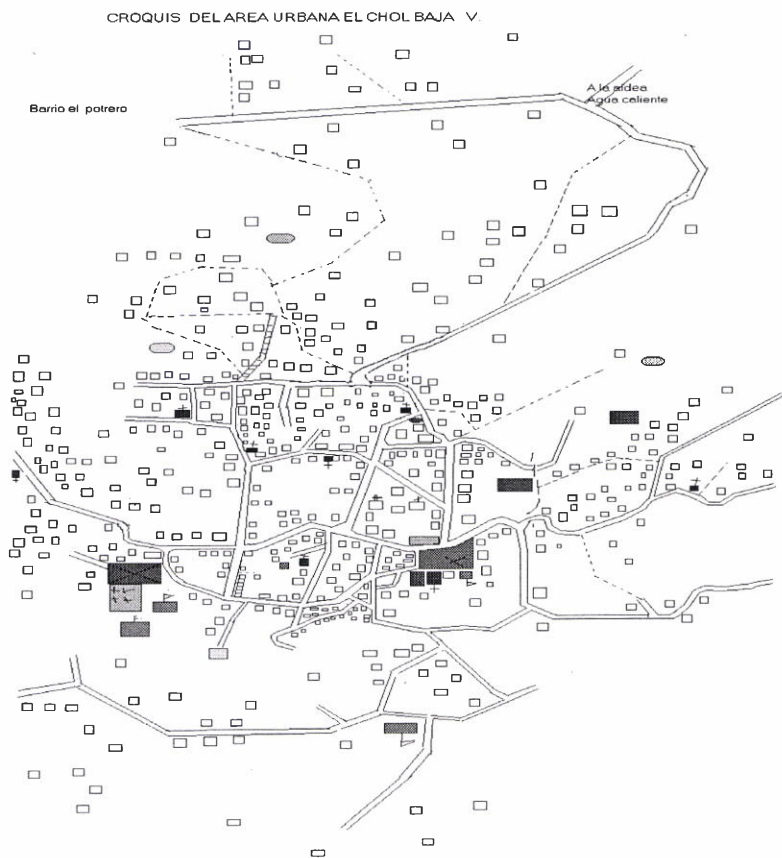 CROQUIS DEL AREA URBANA EL CHOL BAJA V.
A la aldea
Agua caliente
Barrio el potrero